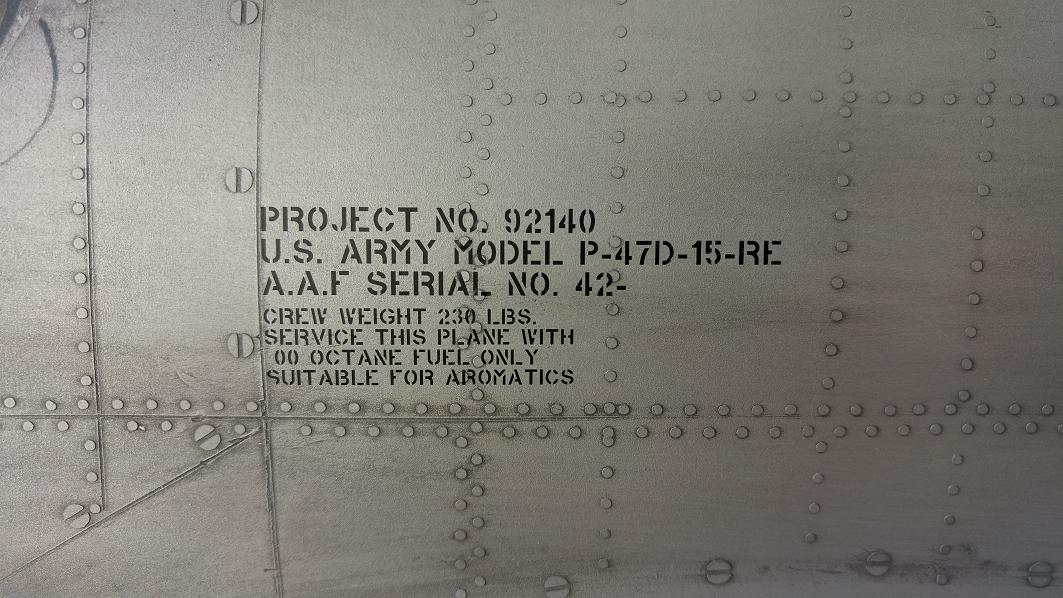 PROJECT NO. 92140
U.S. ARMY MODEL P-47D-15-RE
A.A.F SERIAL NO. 42-
CREW WEIGHT 230 LBS.
SERVICE THIS PLANE WITH
00 OCTANE FUEL ONLY
SUITABLE FOR AROMATICS